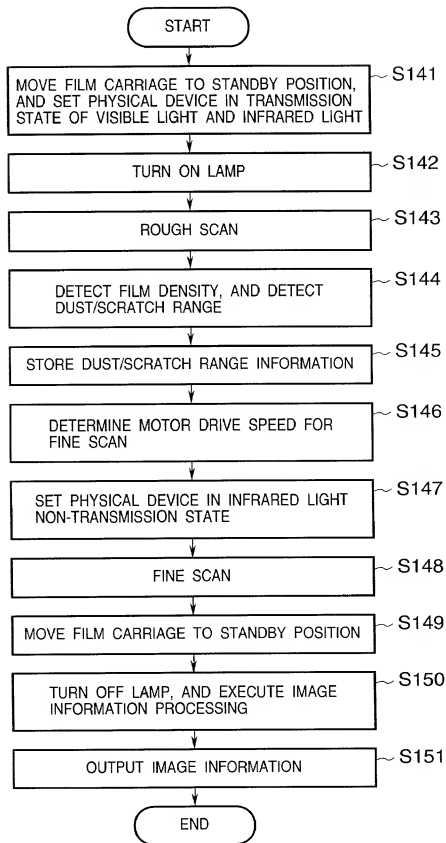 START
MOVE FILM CARRIAGE TO STANDBY POSITION,
AND SET PHYSICAL DEVICE IN TRANSMISSION
STATE OF VISIBLE LIGHT AND INFRARED LIGHT
S141
TURN ON LAMP
S142
ROUGH SCAN
S143
DETECT FILM DENSITY, AND DETECT
DUST/SCRATCH RANGE
S144
STORE DUST/SCRATCH RANGE INFORMATION
S145
DETERMINE MOTOR DRIVE SPEED FOR
FINE SCAN
S146
SET PHYSICAL DEVICE IN INFRARED LIGHT
NON-TRANSMISSION STATE
S147
FINE SCAN
S148
MOVE FILM CARRIAGE TO STANDBY POSITION
S149
TURN OFF LAMP, AND EXECUTE IMAGE
INFORMATION PROCESSING
S150
OUTPUT IMAGE INFORMATION
S151
END